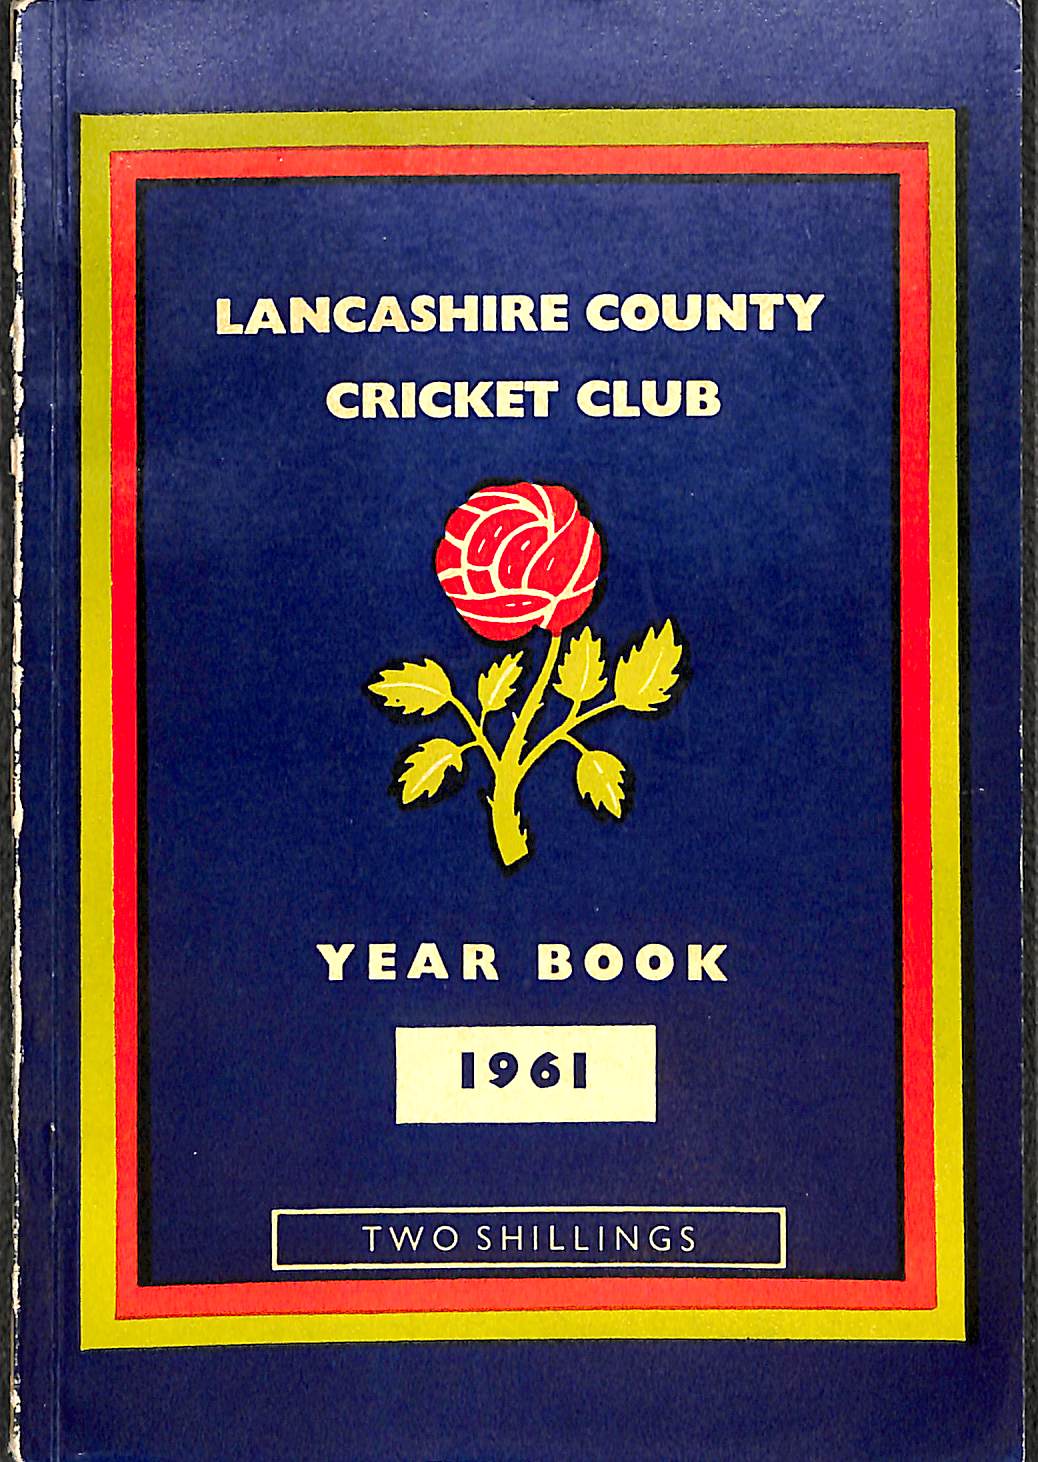 LANCASHIRE COUNTY
CRICKET CLUB
YEAR BOOK
1961
TWO SHILLINGS